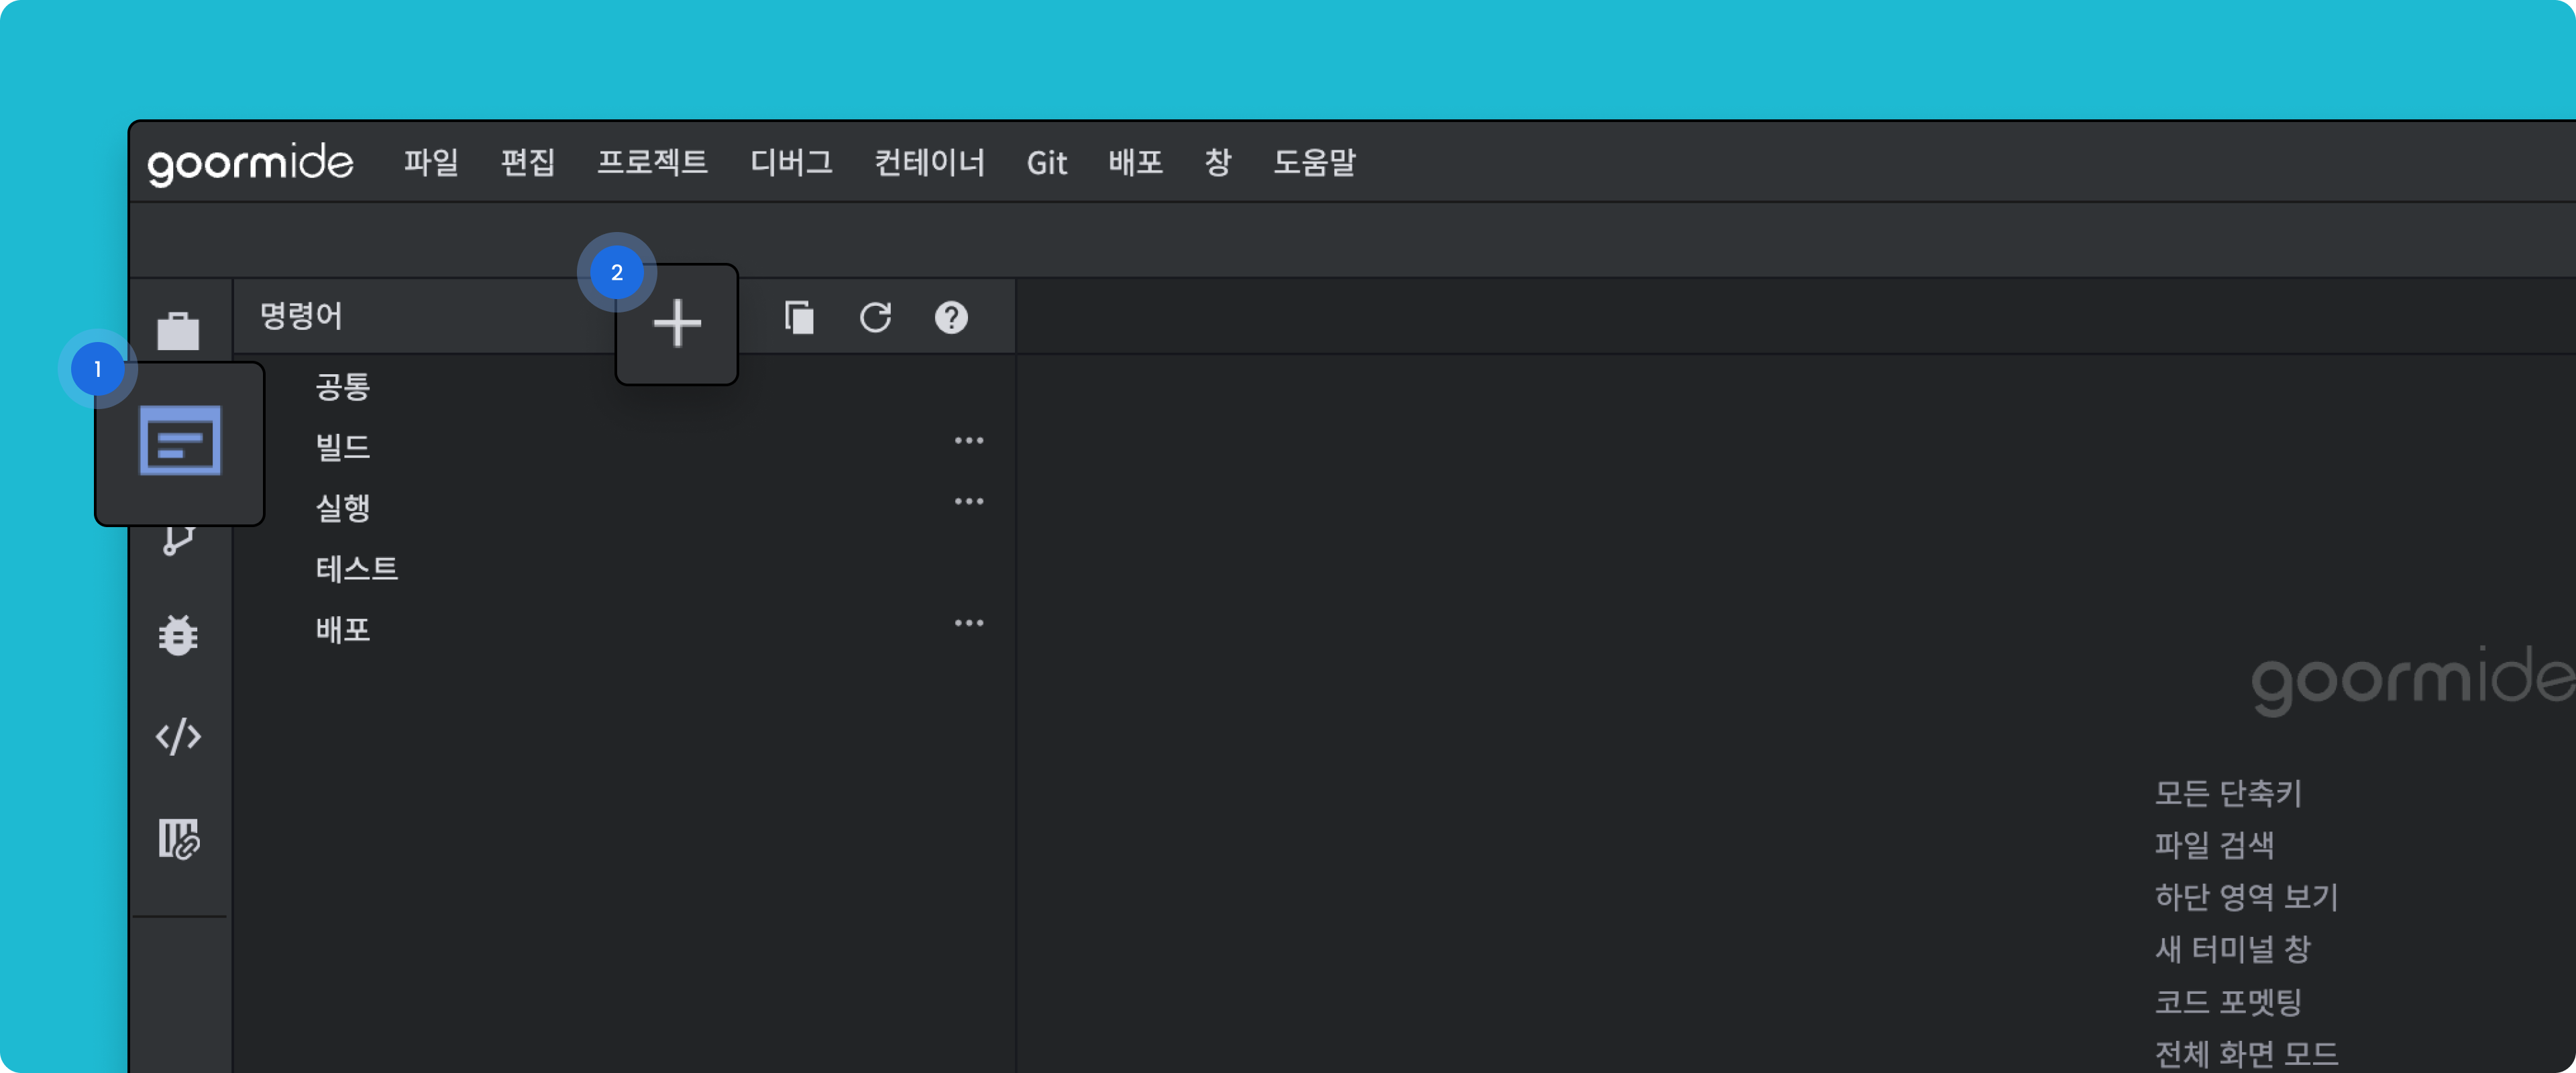 goormide 파일 편집 프로젝트 디버그 컨테이너 Git 배포 창 도움말
2
명령어
1
공통
빌드
실행
테스트
배포
goormide
모든 단축키
파일 검색
하단 영역 보기
새 터미널 창
코드 포멧팅
전체 화면 모드